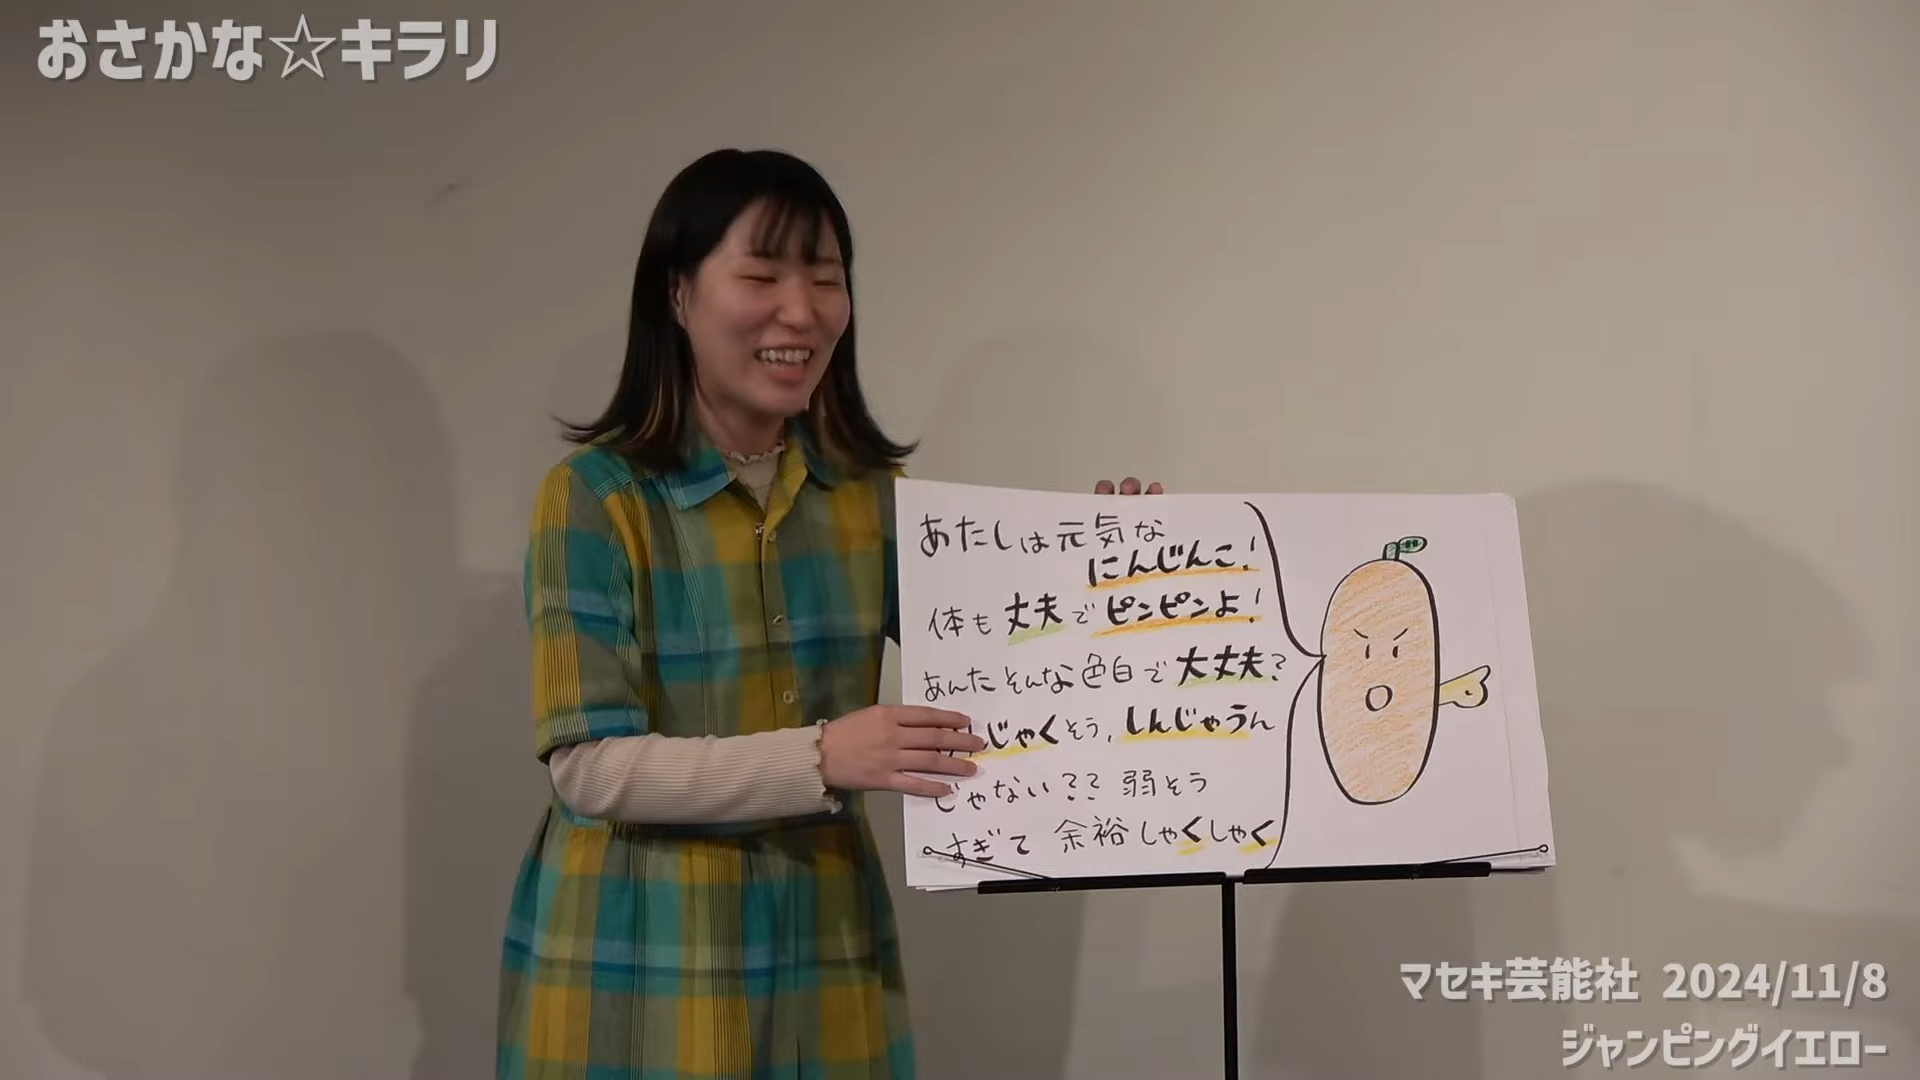 おさかな☆キラリ
あたしは元気な
にんじんこ!
体も丈夫でピンピンよ!
あんたそんな色白で大丈夫?
じゃくそう,しんじゃうん
じゃない??弱そう
すぎて 余裕しゃくしゃく
マセキ芸能社 2024/11/8
ジャンピングイエロー